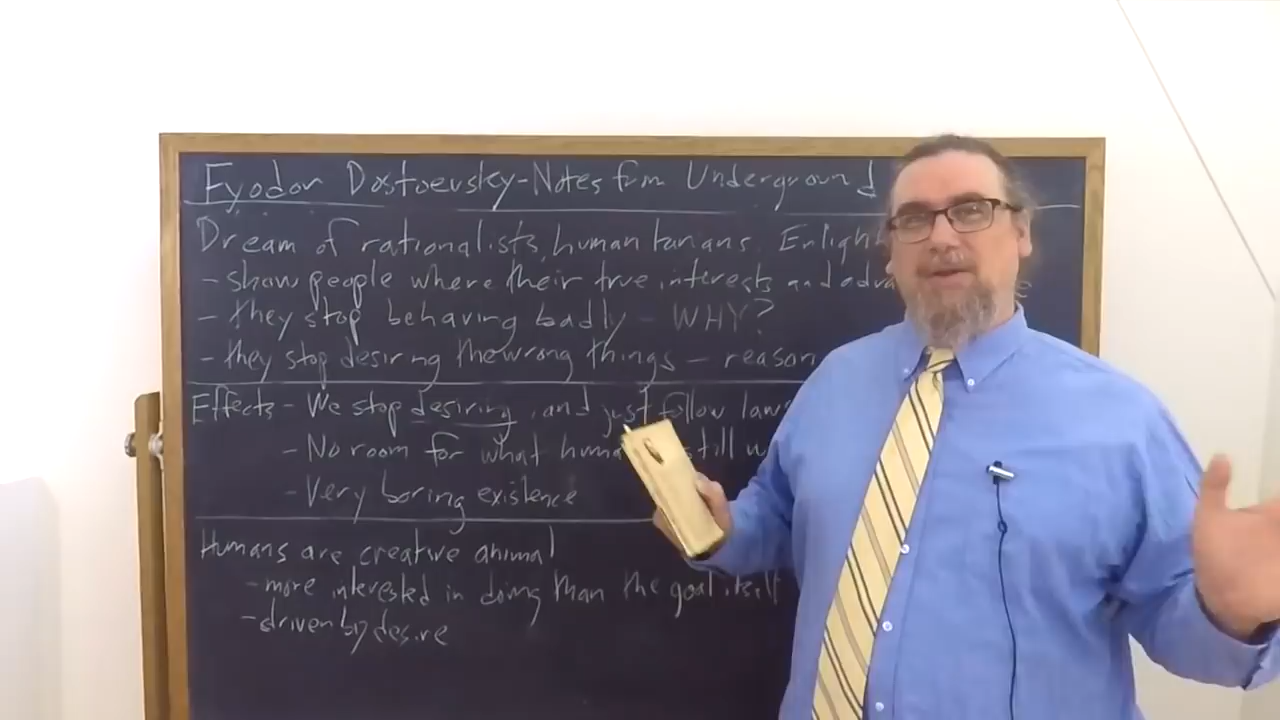 Fyodor Dostoevsky - Notes from Underground
Dream of rationalists, humanitarians, Enligh
- show people where their true interests and adva
- they stop behaving badly - WHY?
- they stop desiring the wrong things - reason
Effects - We stop desiring, and just follow laws
- No room for what huma still w
- Very boring existence
Humans are creative animal
- more interested in doing than the goal itself
- driven by desire